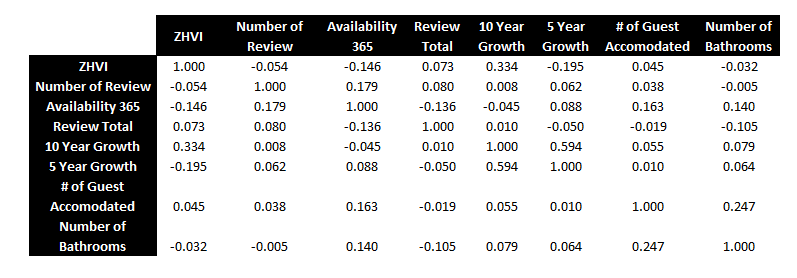 ZHVI Number of Review Availability 365 Review Total 10 Year Growth 5 Year Growth # of Guest Accomodated Number of Bathrooms
ZHVI 1.000 -0.054 -0.146 0.073 0.334 -0.195 0.045 -0.032
Number of Review -0.054 1.000 0.179 0.080 0.008 0.062 0.038 -0.005
Availability 365 -0.146 0.179 1.000 -0.136 -0.045 0.088 0.163 0.140
Review Total 0.073 0.080 -0.136 1.000 0.010 -0.050 -0.019 -0.105
10 Year Growth 0.334 0.008 -0.045 0.010 1.000 0.594 0.055 0.079
5 Year Growth -0.195 0.062 0.088 -0.050 0.594 1.000 0.010 0.064
# of Guest
Accomodated 0.045 0.038 0.163 -0.019 0.055 0.010 1.000 0.247
Number of
Bathrooms -0.032 -0.005 0.140 -0.105 0.079 0.064 0.247 1.000